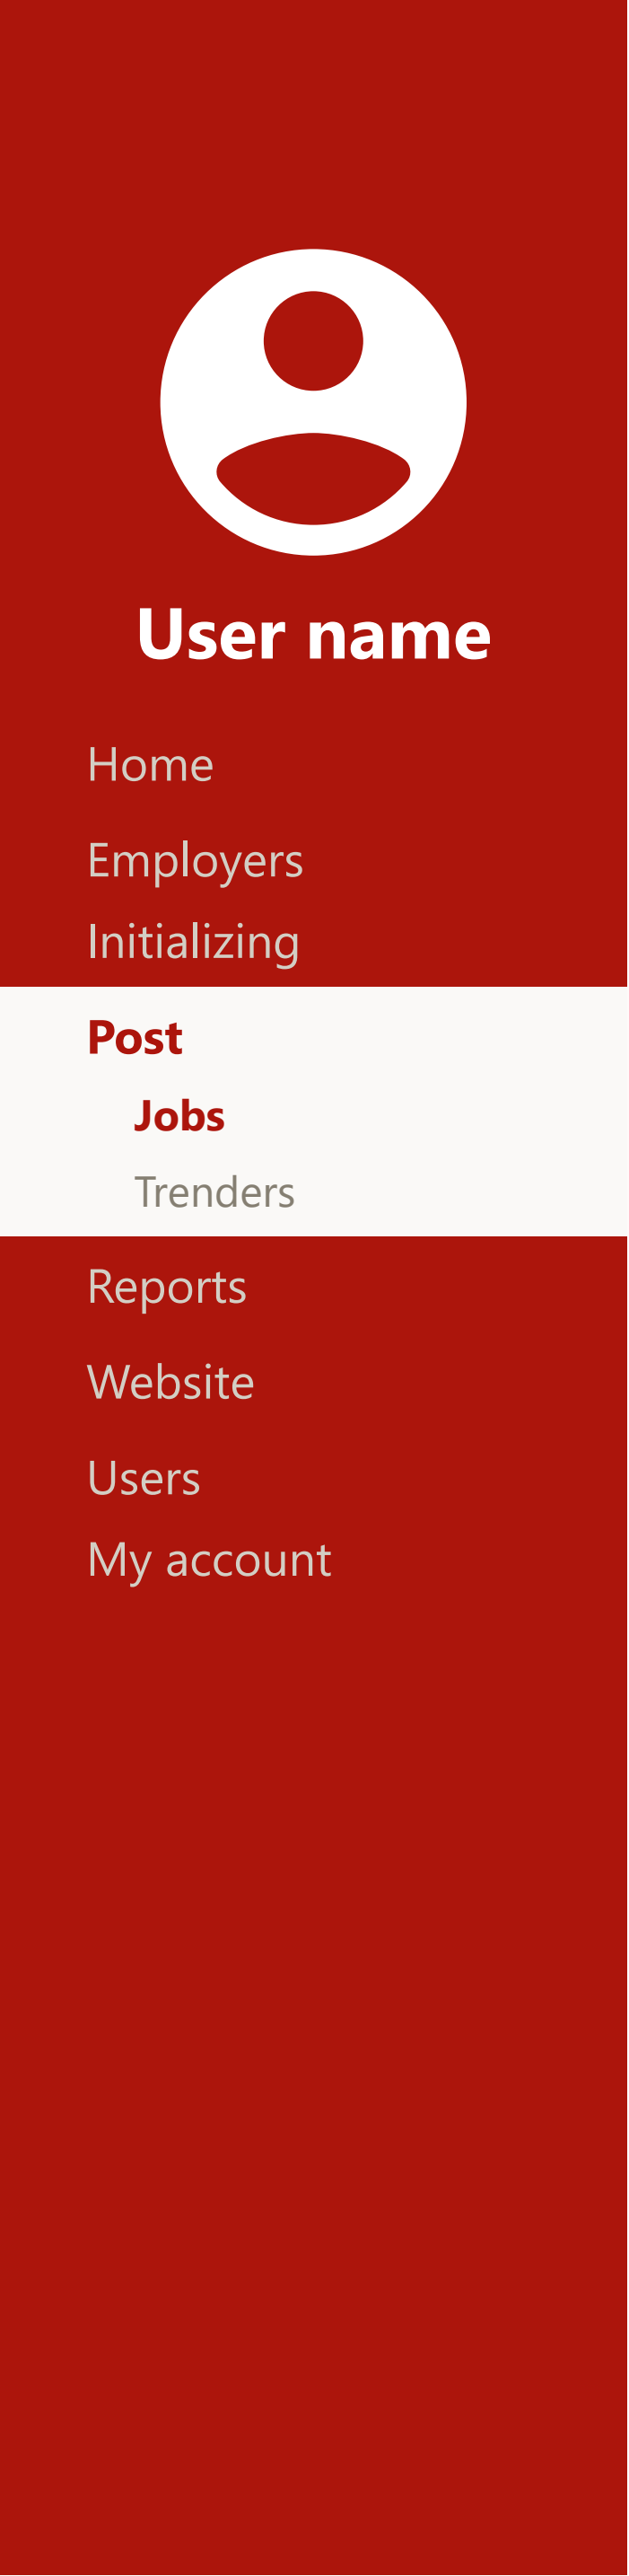 User name
Home
Employers
Initializing
Post
Jobs
Trenders
Reports
Website
Users
My account